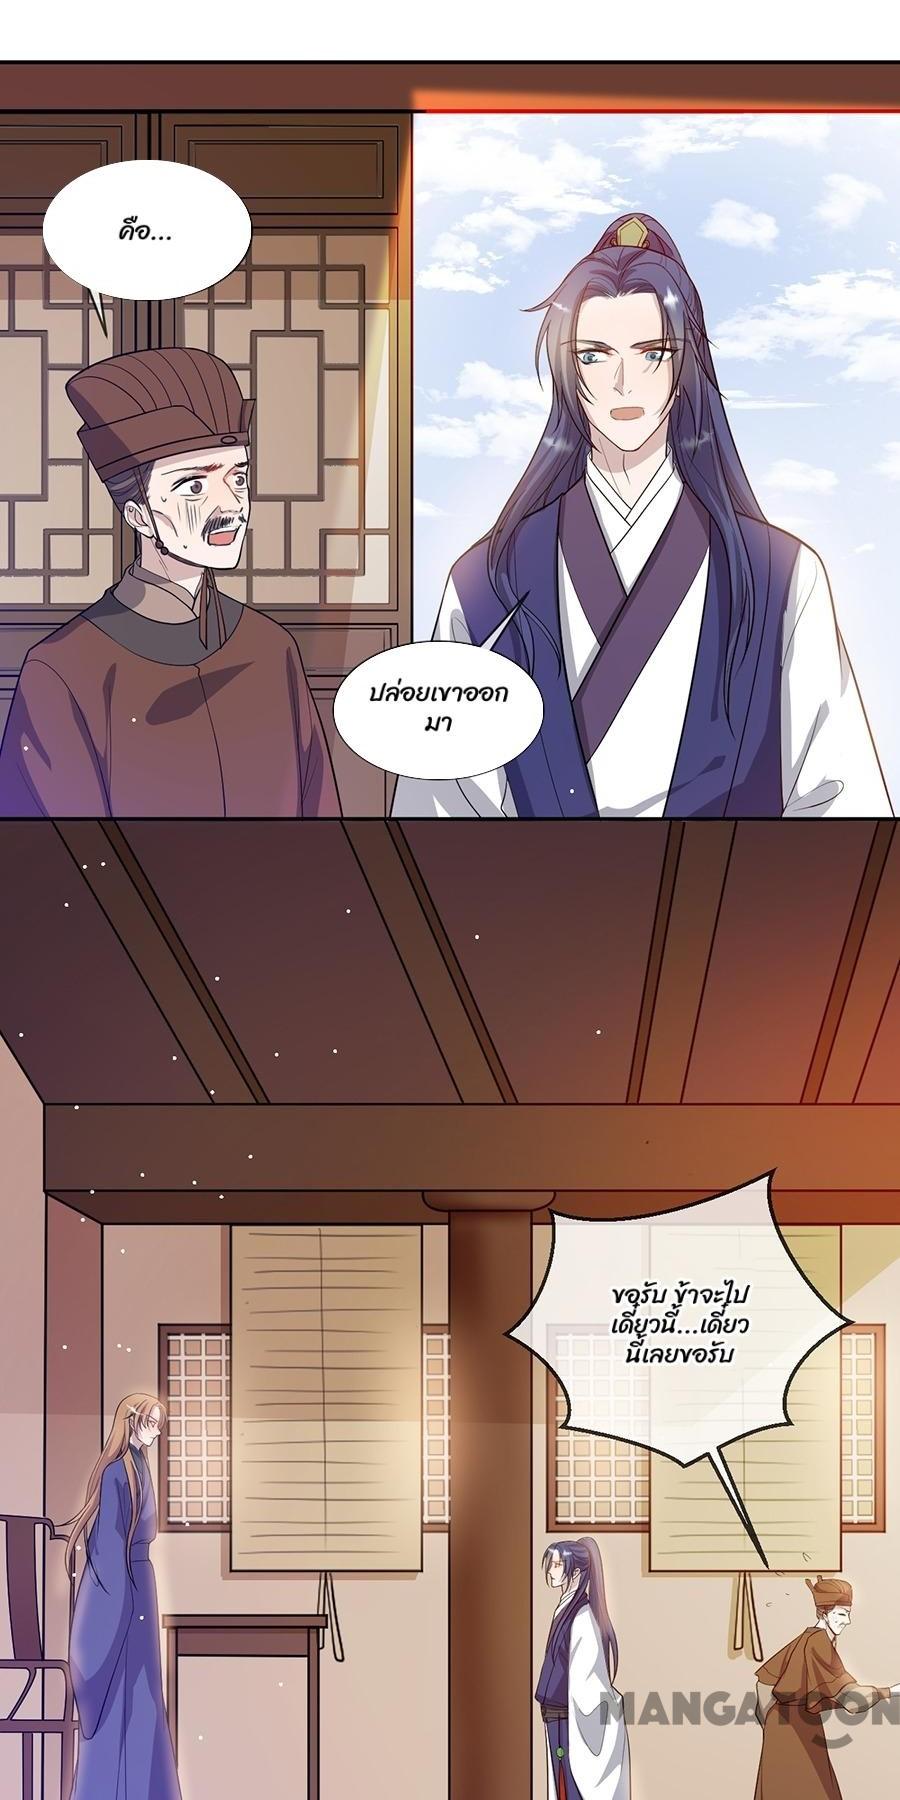 คือ...
ปล่อยเขาออก
มา
ขอรับ ข้าจะไป
เดี๋ยวนี้...เดี๋ยว
นี้เลยขอรับ
MANGATOON